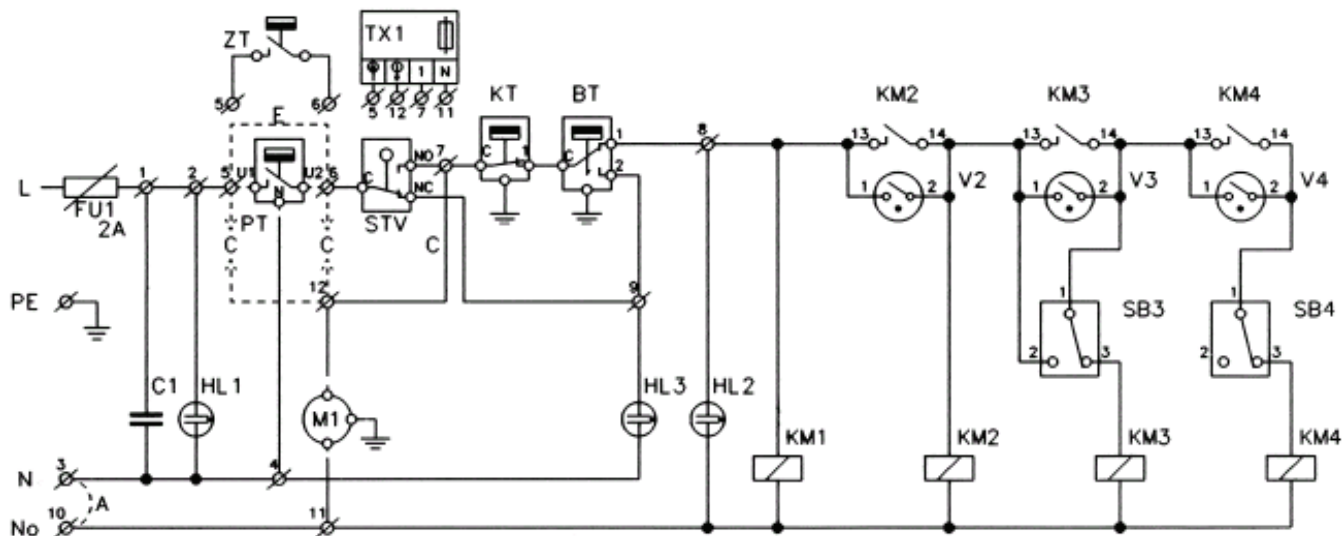 ZT
TX1
1 N
5 12 7 11
KT BT KM2 KM3 KM4
5 6
E
C 1 C 1 2
8
13 14 13 14 13 14
L
FU1
2A
1 2 5 U1 N U2 6
PT
C NO NC 7
STV
C C C
1 2 V2 1 2 V3 1 2 V4
PE
12 9
1 2 3 SB3
1 2 3 SB4
C1 HL1 M1 HL3 HL2
KM1 KM2 KM3 KM4
N 3 4
A
No 10 11